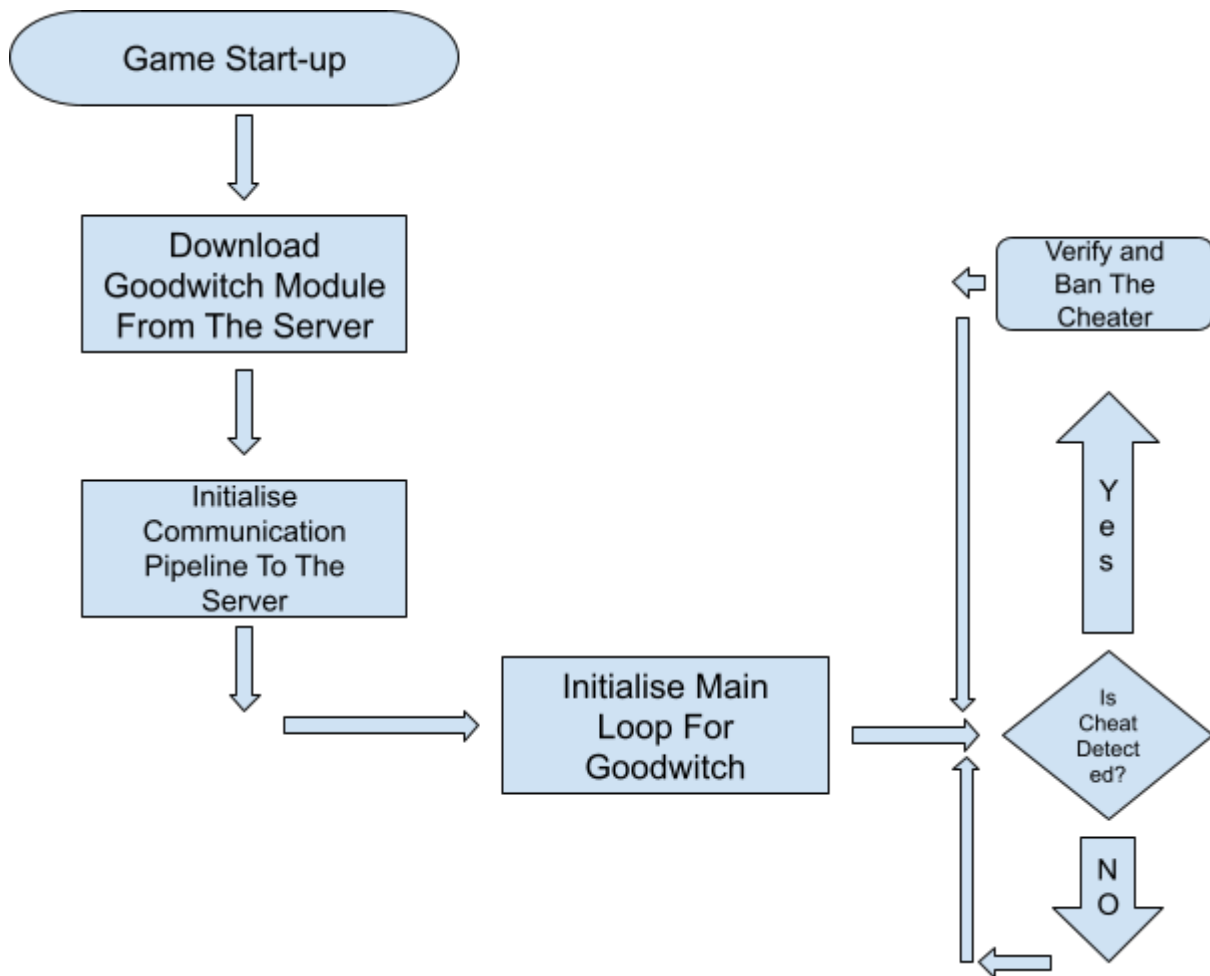 Game Start-up
Download
Goodwitch Module
From The Server
Initialise
Communication
Pipeline To The
Server
Initialise Main
Loop For
Goodwitch
Verify and
Ban The
Cheater
Y
e
s
Is
Cheat
Detect
ed?
N
O